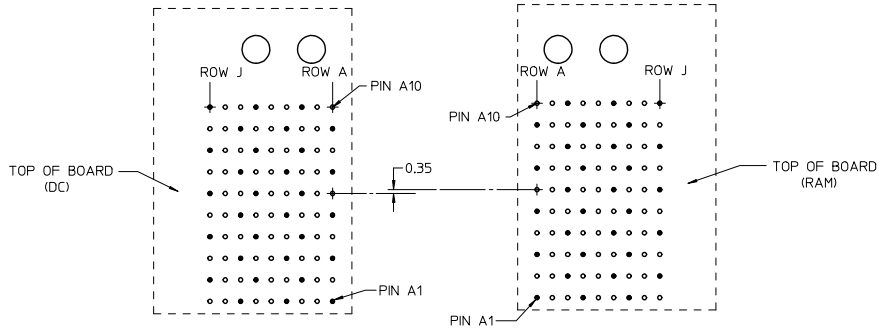 ROW J
ROW A
PIN A10
TOP OF BOARD
(DC)
0.35
PIN A1
ROW A
ROW J
PIN A10
TOP OF BOARD
(RAM)
PIN A1